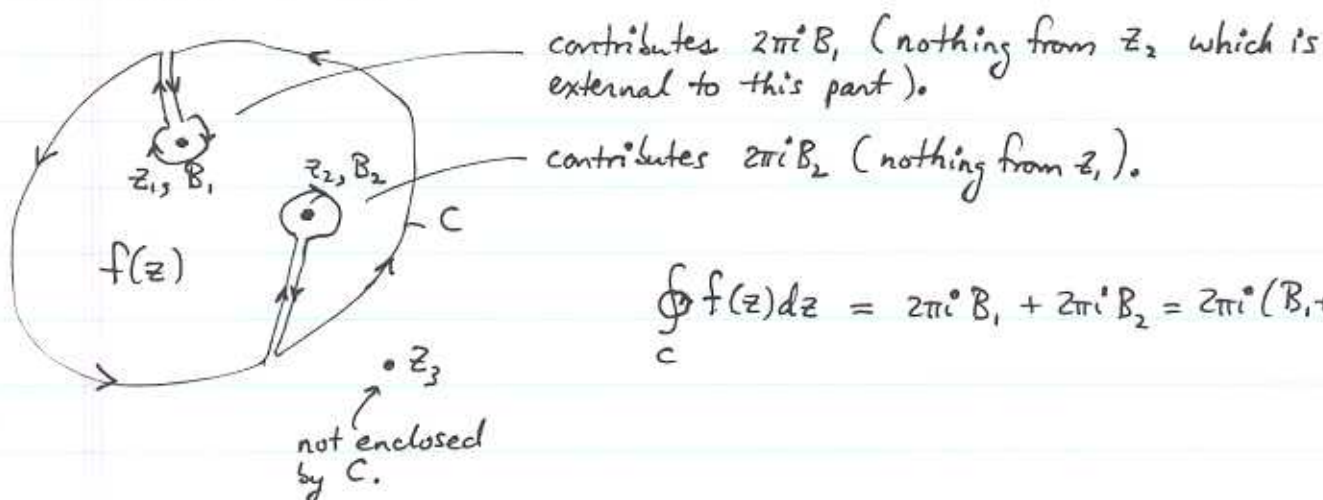 contributes 2πi B₁ (nothing from z₂ which is
external to this part).
contributes 2πi B₂ (nothing from z₁).
z₁, B₁
z₂, B₂
C
f(z)
∮ f(z)dz = 2πi B₁ + 2πi B₂ = 2πi (B₁+
C
z₃
not enclosed
by C.